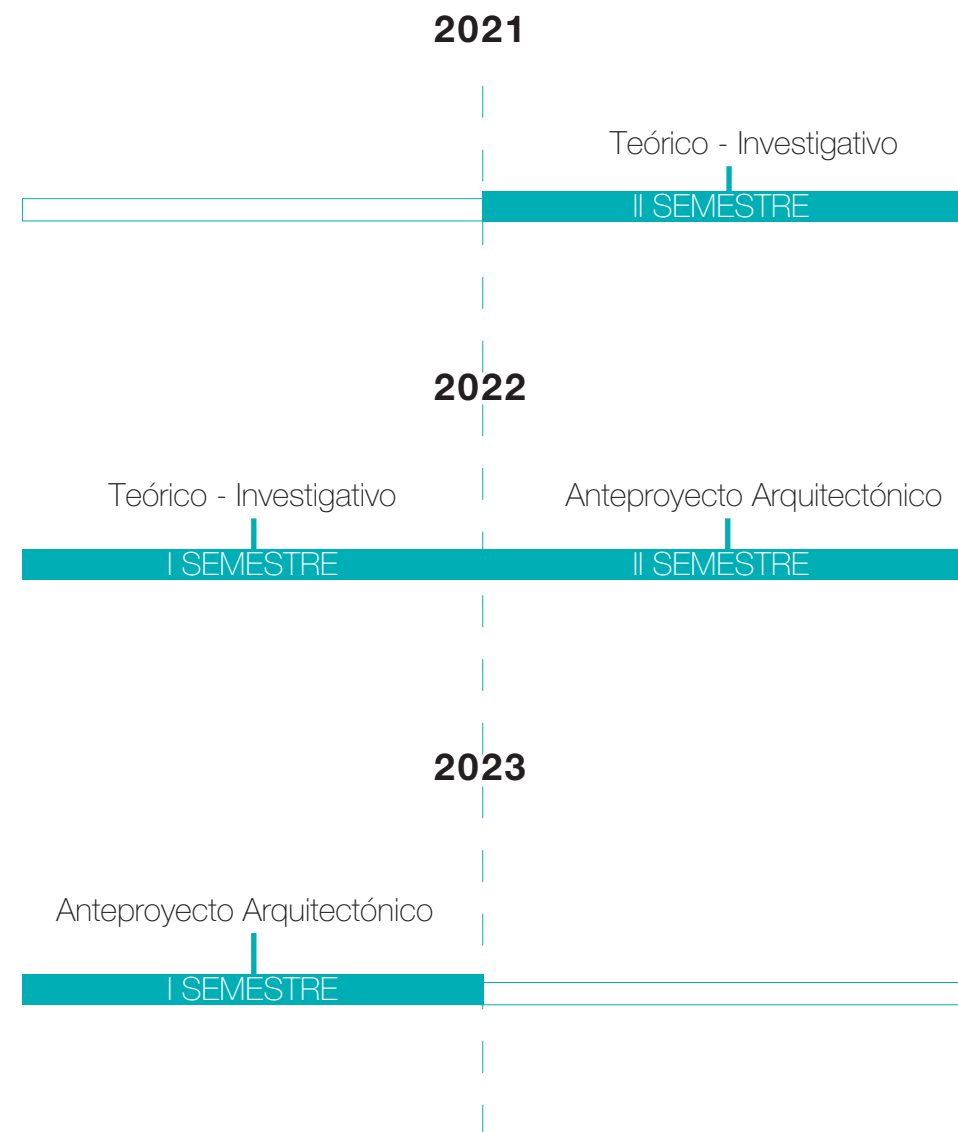 2021
Teórico - Investigativo
II SEMESTRE
2022
Teórico - Investigativo
Anteproyecto Arquitectónico
I SEMESTRE
II SEMESTRE
2023
Anteproyecto Arquitectónico
I SEMESTRE